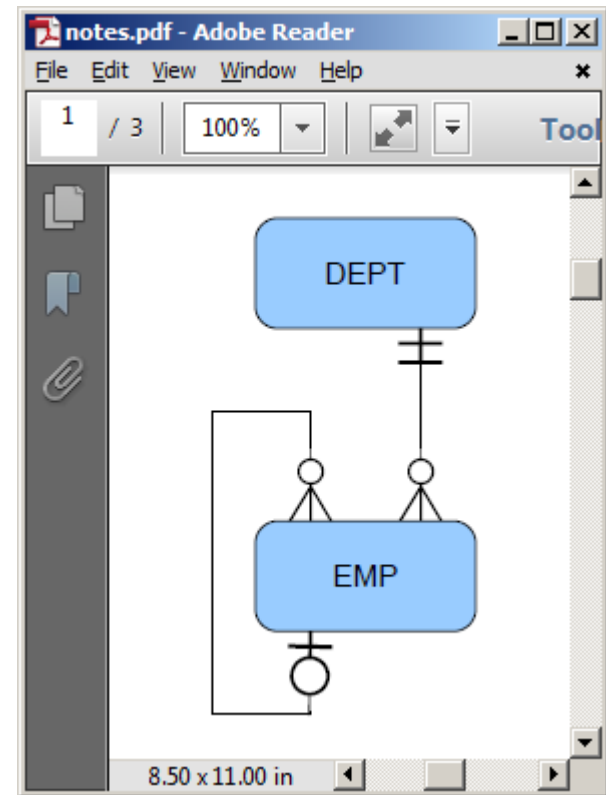 notes.pdf - Adobe Reader
File Edit View Window Help
1 / 3 100% Tool
DEPT
EMP
8.50 x 11.00 in